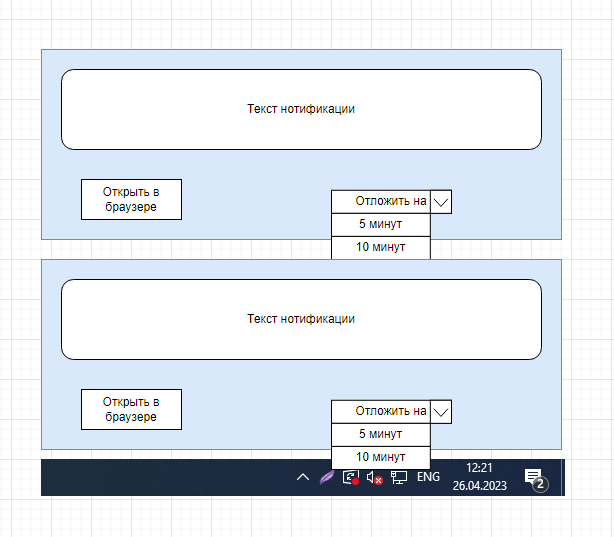 Текст нотификации
Открыть в
браузере
Отложить на
5 минут
10 минут
Текст нотификации
Открыть в
браузере
Отложить на
5 минут
10 минут
ENG
12:21
26.04.2023
2